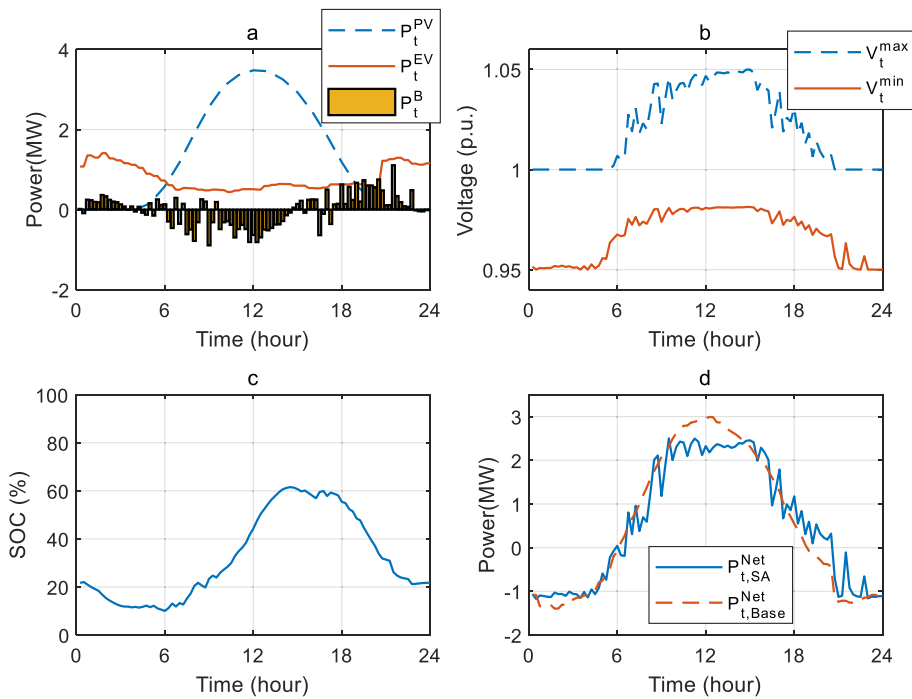 a
P_t^PV
P_t^EV
P_t^B
Power(MW)
4
2
0
-2
0 6 12 18 24
Time (hour)
b
V_t^max
V_t^min
Voltage (p.u.)
1.05
1
0.95
0 6 12 18 24
Time (hour)
c
SOC (%)
100
80
60
40
20
0
0 6 12 18 24
Time (hour)
d
Power(MW)
3
2
0
-1
-2
P_t,SA^Net
P_t,Base^Net
0 6 12 18 24
Time (hour)